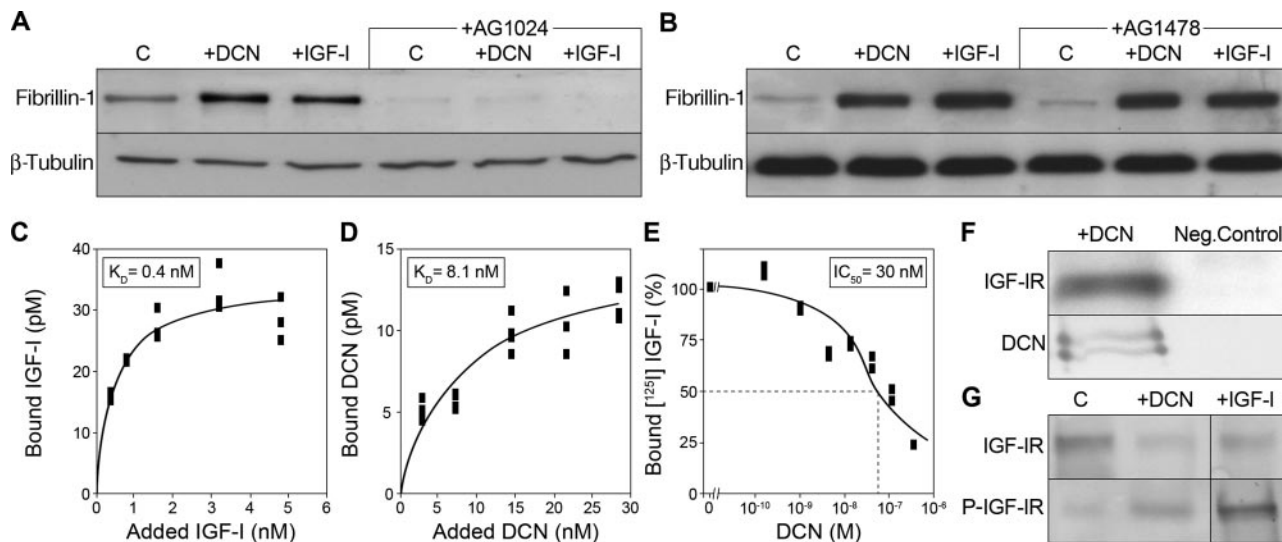 A
+AG1024
C +DCN +IGF-I C +DCN +IGF-I
Fibrillin-1
β-Tubulin
B
+AG1478
C +DCN +IGF-I C +DCN +IGF-I
Fibrillin-1
β-Tubulin
C
K_D= 0.4 nM
Bound IGF-I (pM)
40
30
20
10
0
0 1 2 3 4 5 6
Added IGF-I (nM)
D
K_D= 8.1 nM
Bound DCN (pM)
15
10
5
0
0 5 10 15 20 25 30
Added DCN (nM)
E
IC₅₀ = 30 nM
Bound [¹²⁵I] IGF-I (%)
100
75
50
25
0
0 10⁻¹⁰ 10⁻⁹ 10⁻⁸ 10⁻⁷ 10⁻⁶
DCN (M)
F
+DCN Neg.Control
IGF-IR
DCN
G
C +DCN +IGF-I
IGF-IR
P-IGF-IR